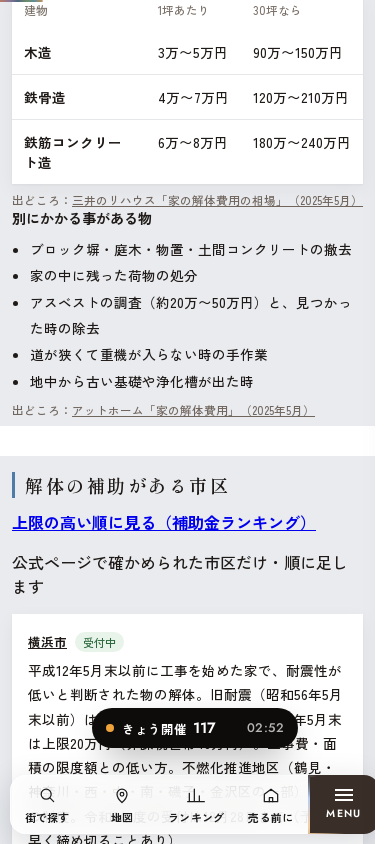 建物 1坪あたり 30坪なら
木造 3万〜5万円 90万〜150万円
鉄骨造 4万〜7万円 120万〜210万円
鉄筋コンクリー 6万〜8万円 180万〜240万円
ト造
出どころ：三井のリハウス「家の解体費用の相場」（2025年5月）
別にかかる事がある物
ブロック塀・庭木・物置・土間コンクリートの撤去
家の中に残った荷物の処分
アスベストの調査（約20万〜50万円）と、見つかっ
た時の除去
道が狭くて重機が入らない時の手作業
地中から古い基礎や浄化槽が出た時
出どころ：アットホーム「家の解体費用」（2025年5月）
解体の補助がある市区
上限の高い順に見る（補助金ランキング）
公式ページで確かめられた市区だけ・順に足し
ます
横浜市 受付中
平成12年5月末以前に工事を始めた家で、耐震性が
低いと判断された物の解体。旧耐震（昭和56年5月
末以前）は
年5月末
きょう開催 117 02:52
は上限20万円
事費・面
積の限度額との低い方。不燃化推進地区（鶴見・
街で探す 地図 ランキング 売る前に MENU
早く締め切ることあり）